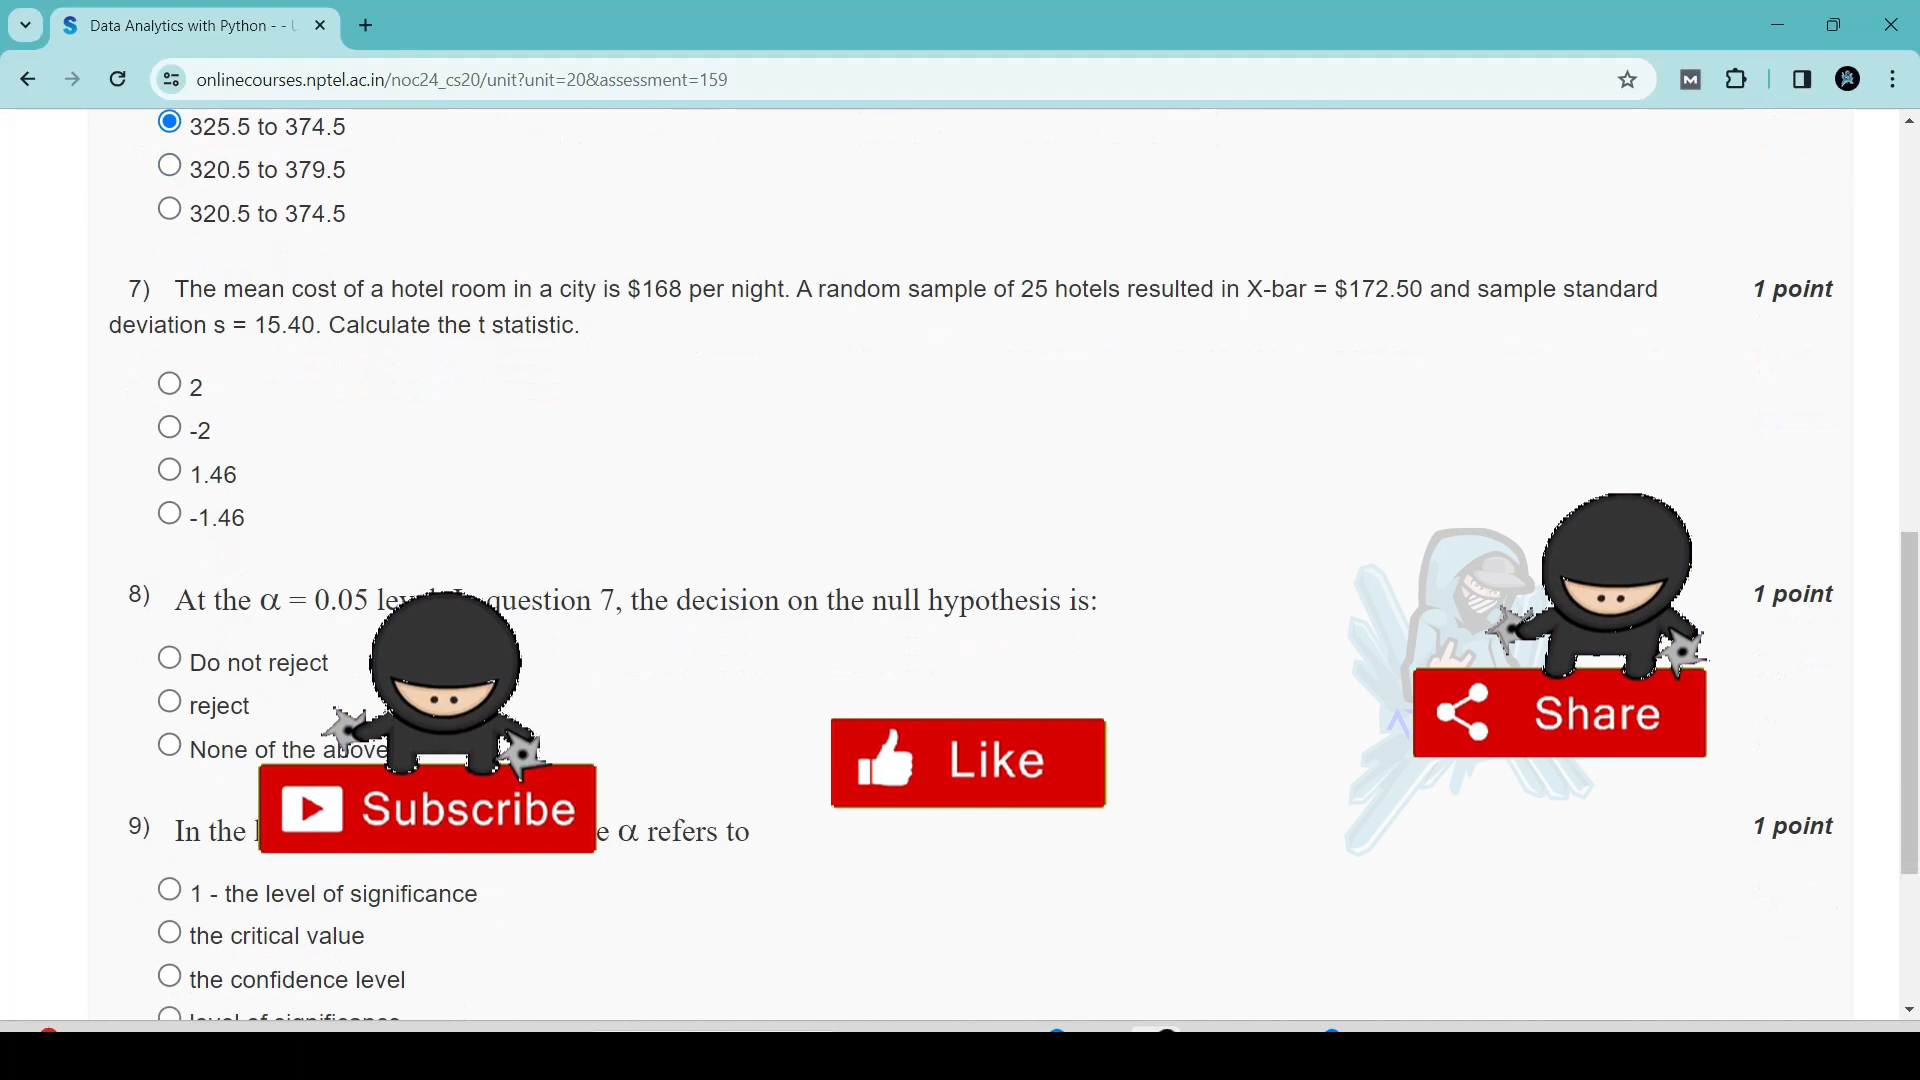 Data Analytics with Python - -
onlinecourses.nptel.ac.in/noc24_cs20/unit?unit=20&assessment=159
325.5 to 374.5
320.5 to 379.5
320.5 to 374.5
7) The mean cost of a hotel room in a city is $168 per night. A random sample of 25 hotels resulted in X-bar = $172.50 and sample standard 1 point
deviation s = 15.40. Calculate the t statistic.
2
-2
1.46
-1.46
8) At the α = 0.05 question 7, the decision on the null hypothesis is: 1 point
Do not reject
reject
None of the above
Subscribe
Like
Share
9) In the α refers to 1 point
1 - the level of significance
the critical value
the confidence level
level of significance